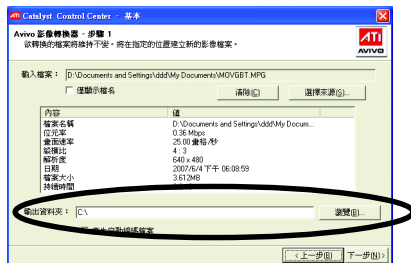 ATI Catalyst Control Center - 基本
Avivo 影像轉換器 - 步驟 1
欲轉換的檔案將維持不變。將在指定的位置建立新的影像檔案。
ATI
AVIVO
輸入檔案： D:\Documents and Settings\ddd\My Documents\MOVGBT.MPG
僅顯示檔名 清除(C) 選擇來源(S)...
內容 值
檔案名稱 D:\Documents and Settings\ddd\My Docum...
位元率 0.36 Mbps
畫面速率 25.00 畫格/秒
縱橫比 4 : 3
解析度 640 x 480
日期 2007/6/4 下午 06:08:59
檔案大小 3.612MB
持續時間
輸出資料夾： C:\ 瀏覽(B)...
<上一步(B) 下一步(N)>